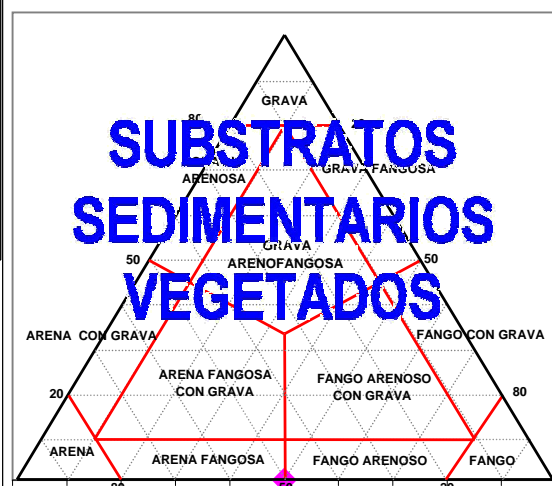 GRAVA
80
SUBSTRATOS
ARENOSA
GRAVA FANGOSA
SEDIMENTARIOS
GRAVA
ARENOFANGOSA
50
50
VEGETADOS
ARENA CON GRAVA
FANGO CON GRAVA
ARENA FANGOSA
CON GRAVA
FANGO ARENOSO
CON GRAVA
20
80
ARENA
ARENA FANGOSA
FANGO ARENOSO
FANGO